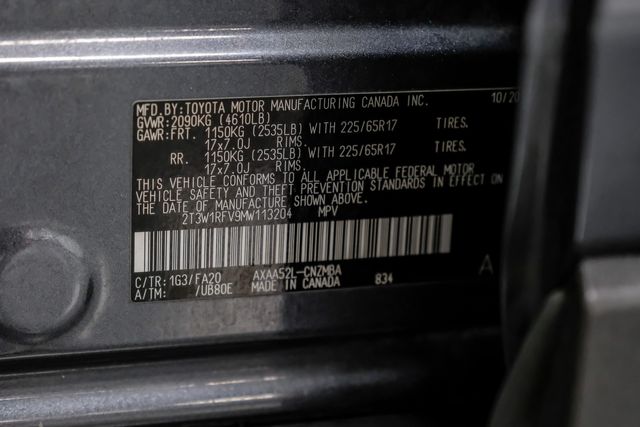 MFD. BY: TOYOTA MOTOR MANUFACTURING CANADA INC. 10/20
GVWR: 2090KG (4610LB)
GAWR: FRT. 1150KG (2535LB) WITH 225/65R17 TIRES.
17x7.0J RIMS.
RR. 1150KG (2535LB) WITH 225/65R17 TIRES.
17x7.0J RIMS.
THIS VEHICLE CONFORMS TO ALL APPLICABLE FEDERAL MOTOR
VEHICLE SAFETY AND THEFT PREVENTION STANDARDS IN EFFECT ON
THE DATE OF MANUFACTURE SHOWN ABOVE.
2T3W1RFV9MW113204 MPV
C/TR: 1G3/FA20 AXAA52L-CNZMBA
A/TM: /UB80E MADE IN CANADA 834 A